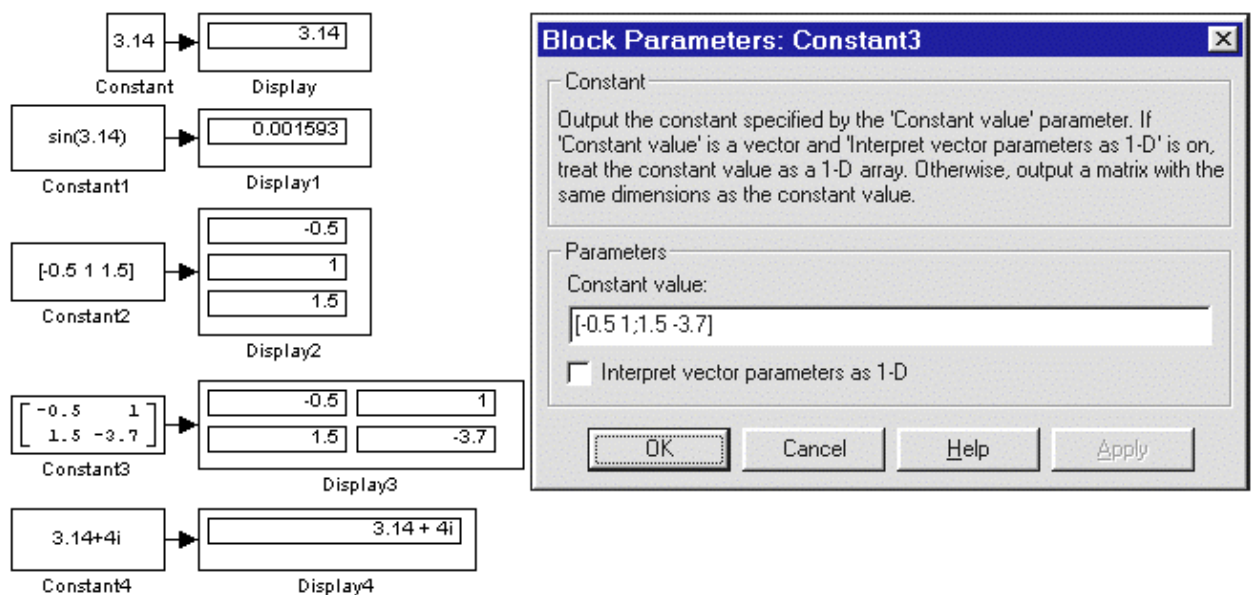 3.14
3.14
Constant
Display
sin(3.14)
0.001593
Constant1
Display1
[-0.5 1 1.5]
-0.5
1
1.5
Constant2
Display2
-0.5 1
1.5 -3.7
-0.5 1
1.5 -3.7
Constant3
Display3
3.14+4i
3.14 + 4i
Constant4
Display4
Block Parameters: Constant3
Constant
Output the constant specified by the 'Constant value' parameter. If
'Constant value' is a vector and 'Interpret vector parameters as 1-D' is on,
treat the constant value as a 1-D array. Otherwise, output a matrix with the
same dimensions as the constant value.
Parameters
Constant value:
[-0.5 1;1.5 -3.7]
Interpret vector parameters as 1-D
OK
Cancel
Help
Apply